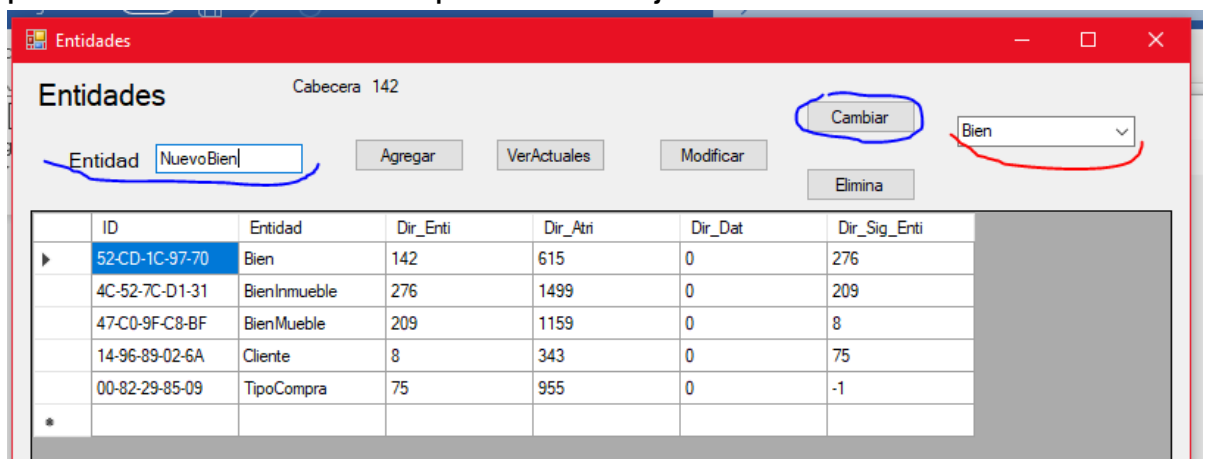 Entidades
Entidades
Cabecera 142
Cambiar
Bien
Entidad NuevoBien Agregar VerActuales Modificar
Elimina
ID Entidad Dir_Enti Dir_Atri Dir_Dat Dir_Sig_Enti
52-CD-1C-97-70 Bien 142 615 0 276
4C-52-7C-D1-31 BienInmueble 276 1499 0 209
47-C0-9F-C8-BF BienMueble 209 1159 0 8
14-96-89-02-6A Cliente 8 343 0 75
00-82-29-85-09 TipoCompra 75 955 0 -1